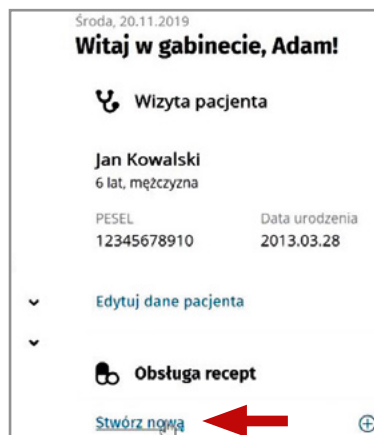 Środa, 20.11.2019
Witaj w gabinecie, Adam!
Wizyta pacjenta
Jan Kowalski
6 lat, mężczyzna
PESEL Data urodzenia
12345678910 2013.03.28
Edytuj dane pacjenta
Obsługa recept
Stwórz nową